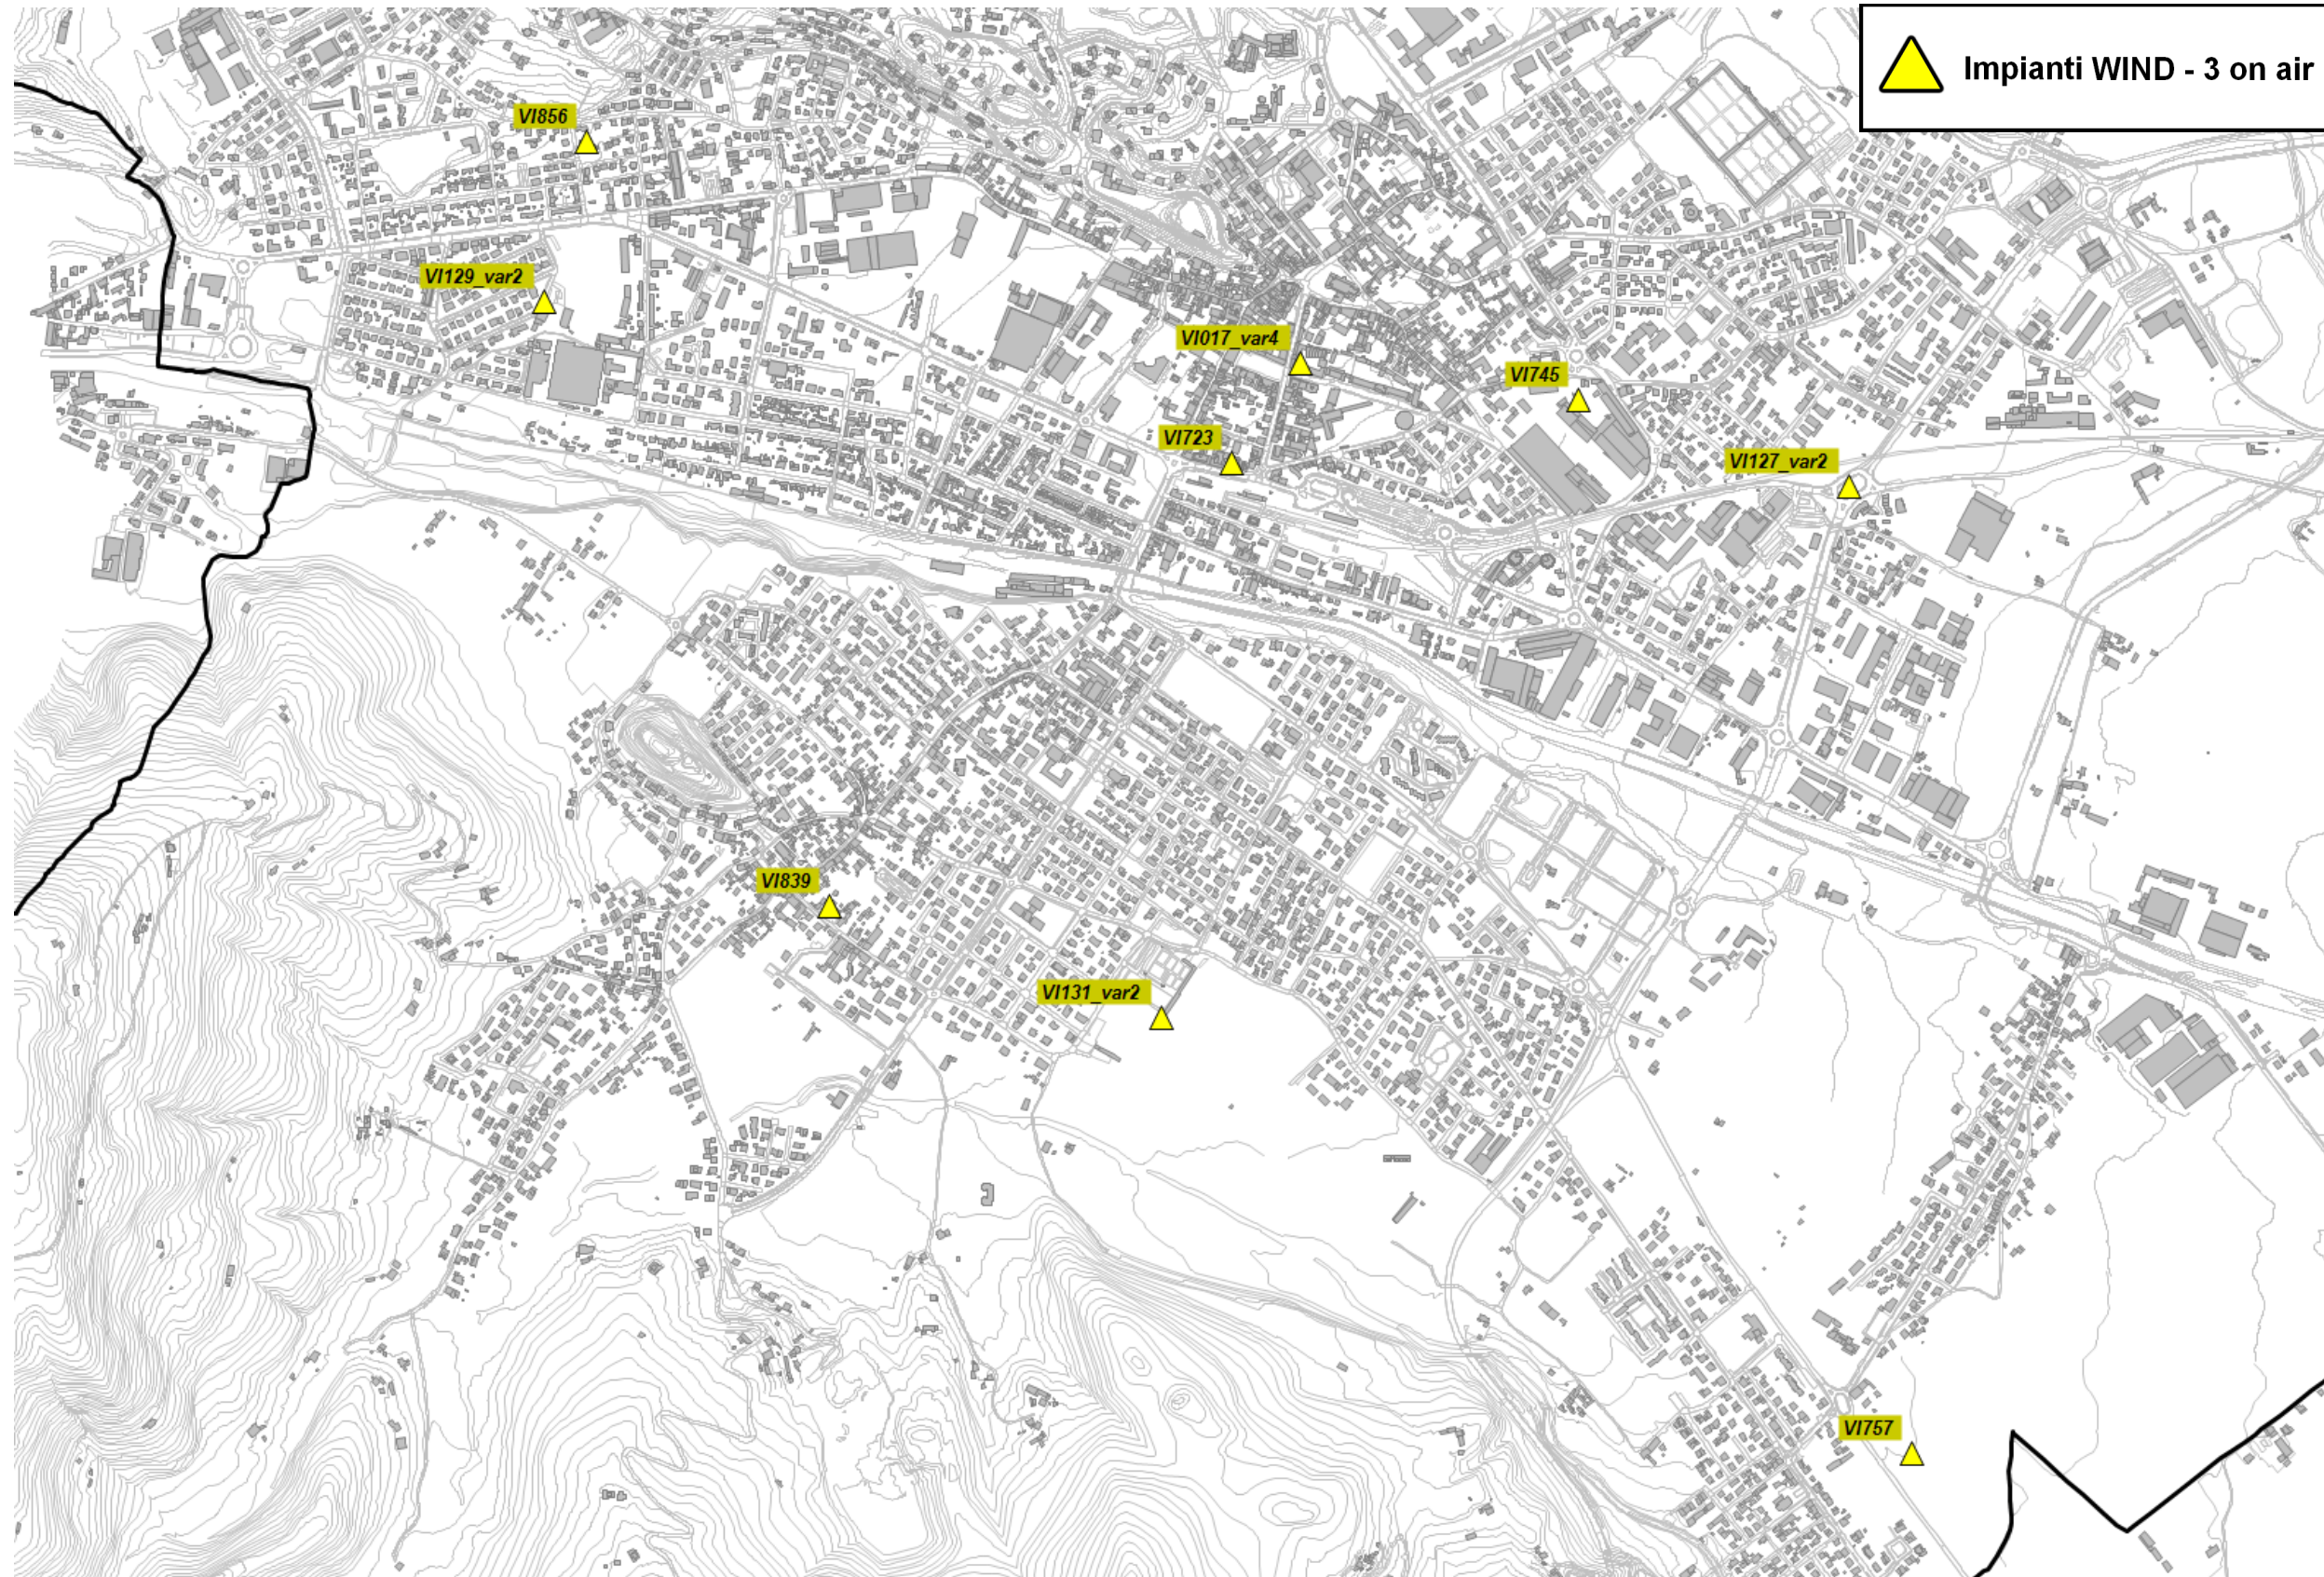 Impianti WIND - 3 on air
VI856
VI129_var2
VI017_var4
VI745
VI723
VI127_var2
VI839
VI131_var2
VI757